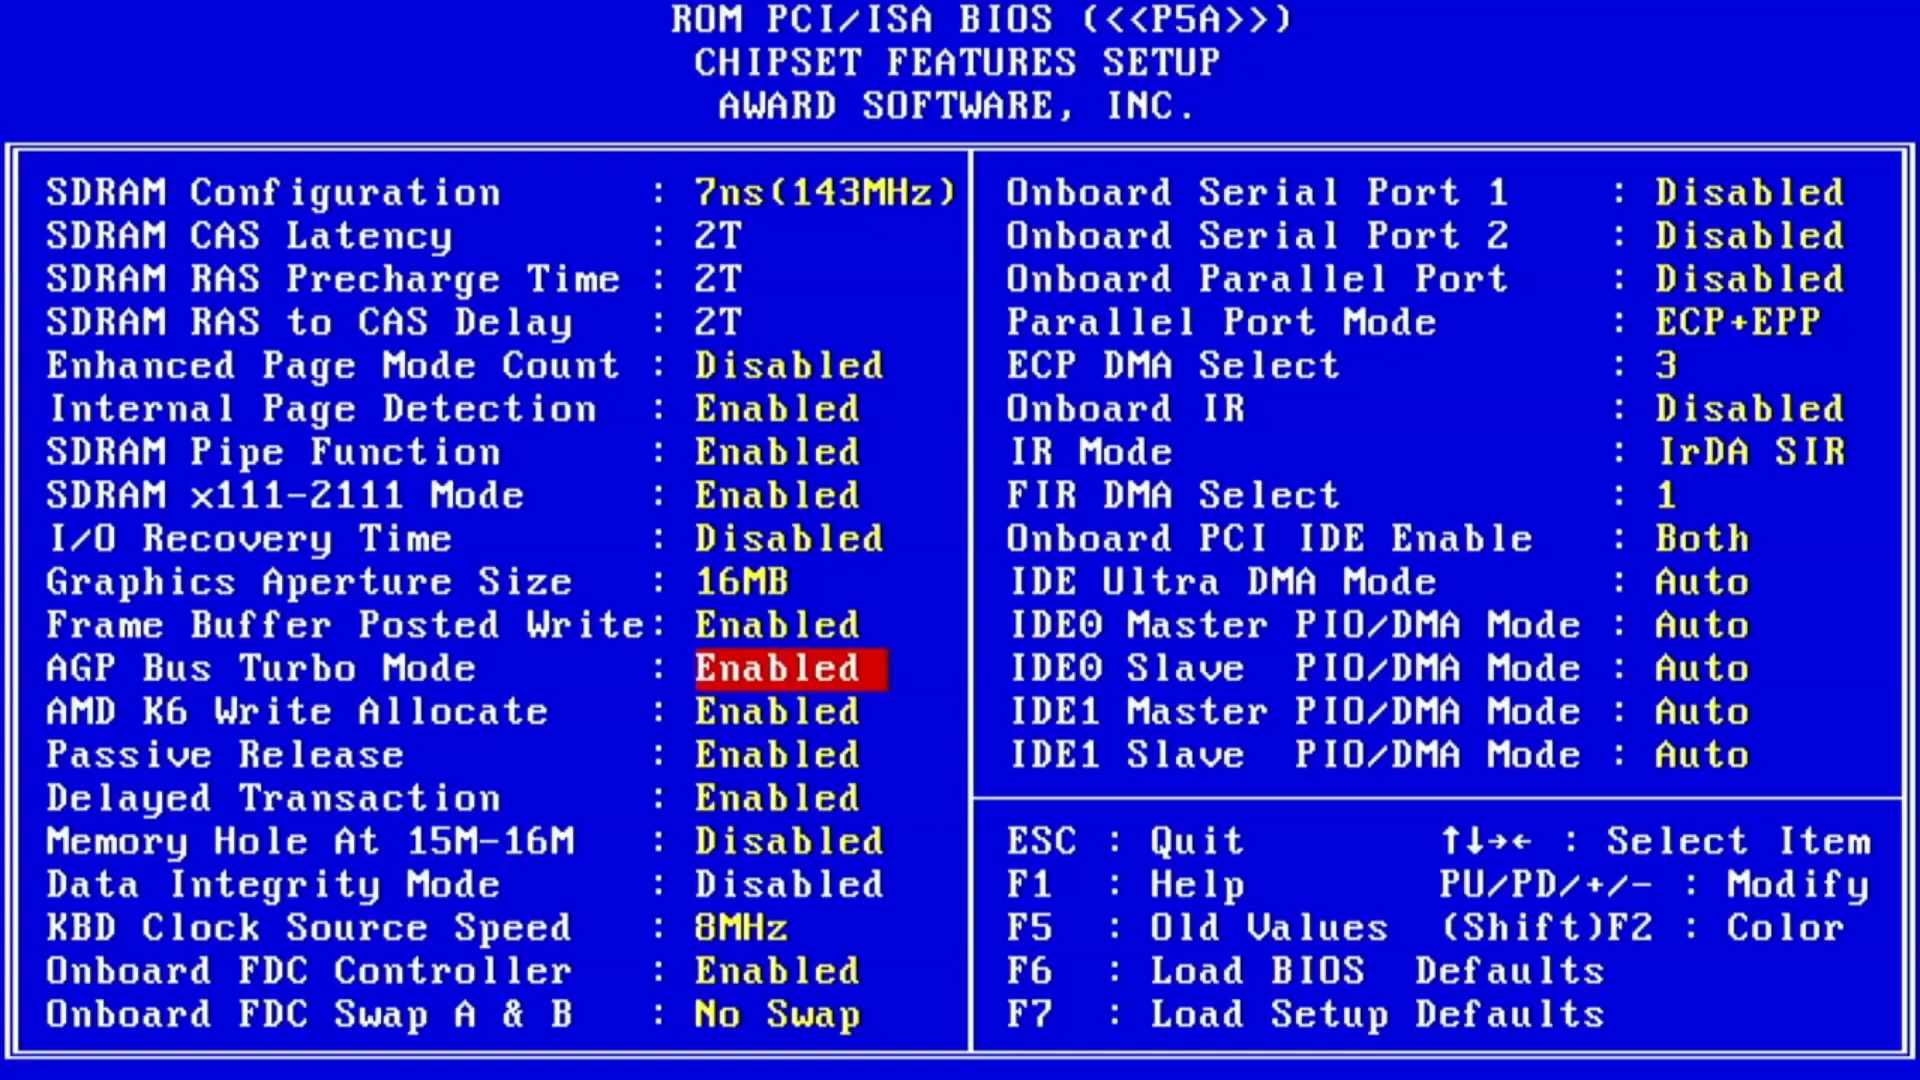 ROM PCI/ISA BIOS (<<P5A>>)
CHIPSET FEATURES SETUP
AWARD SOFTWARE, INC.
SDRAM Configuration : 7ns(143MHz)
SDRAM CAS Latency : 2T
SDRAM RAS Precharge Time : 2T
SDRAM RAS to CAS Delay : 2T
Enhanced Page Mode Count : Disabled
Internal Page Detection : Enabled
SDRAM Pipe Function : Enabled
SDRAM x111-2111 Mode : Enabled
I/O Recovery Time : Disabled
Graphics Aperture Size : 16MB
Frame Buffer Posted Write: Enabled
AGP Bus Turbo Mode : Enabled
AMD K6 Write Allocate : Enabled
Passive Release : Enabled
Delayed Transaction : Enabled
Memory Hole At 15M-16M : Disabled
Data Integrity Mode : Disabled
KBD Clock Source Speed : 8MHz
Onboard FDC Controller : Enabled
Onboard FDC Swap A & B : No Swap
Onboard Serial Port 1 : Disabled
Onboard Serial Port 2 : Disabled
Onboard Parallel Port : Disabled
Parallel Port Mode : ECP+EPP
ECP DMA Select : 3
Onboard IR : Disabled
IR Mode : IrDA SIR
FIR DMA Select : 1
Onboard PCI IDE Enable : Both
IDE Ultra DMA Mode : Auto
IDE0 Master PIO/DMA Mode : Auto
IDE0 Slave PIO/DMA Mode : Auto
IDE1 Master PIO/DMA Mode : Auto
IDE1 Slave PIO/DMA Mode : Auto
ESC : Quit ↑↓→← : Select Item
F1 : Help PU/PD/+/- : Modify
F5 : Old Values (Shift)F2 : Color
F6 : Load BIOS Defaults
F7 : Load Setup Defaults